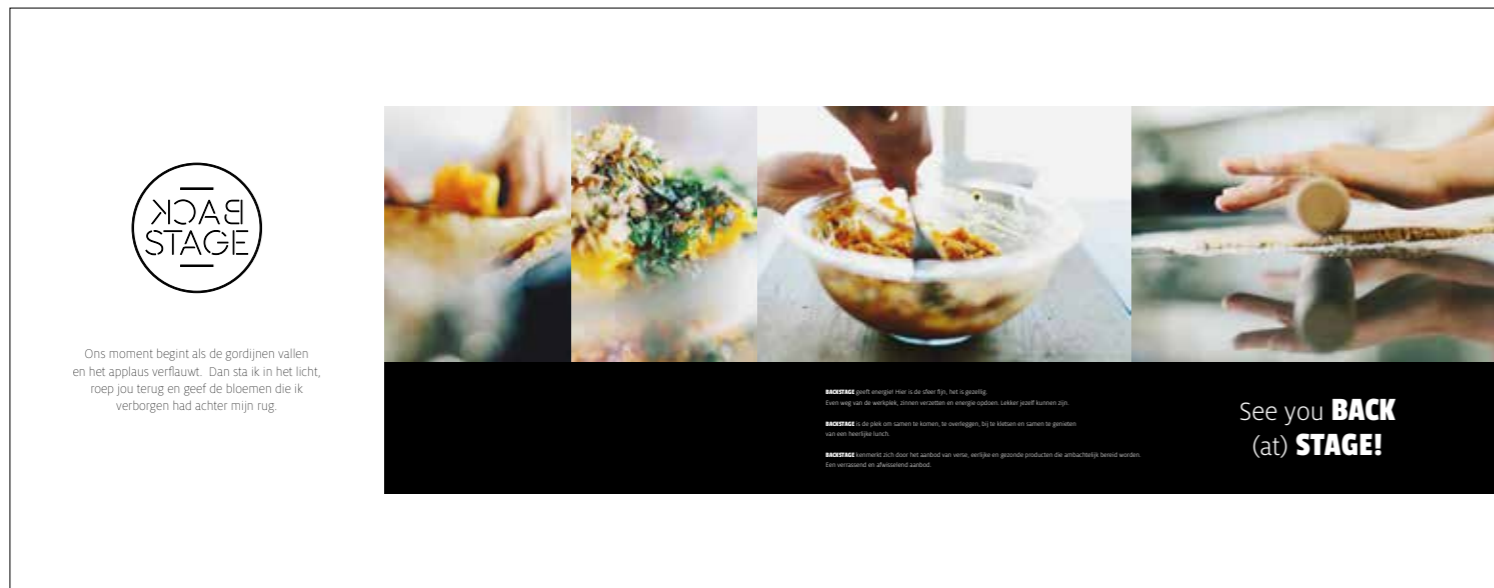 BACK
STAGE
Ons moment begint als de gordijnen vallen
en het applaus verflauwt. Dan sta ik in het licht,
roep jou terug en geef de bloemen die ik
verborgen had achter mijn rug.
BACKSTAGE geeft energie! Hier is de sfeer fijn, het is gezellig.
Even weg van de werkplek, zinnen verzetten en energie opdoen. Lekker jezelf kunnen zijn.
BACKSTAGE is de plek om samen te komen, te overleggen, bij te kletsen en samen te genieten
van een heerlijke lunch.
BACKSTAGE kenmerkt zich door het aanbod van verse, eerlijke en gezonde producten die ambachtelijk bereid worden.
Een verrassend en afwisselend aanbod.
See you BACK
(at) STAGE!